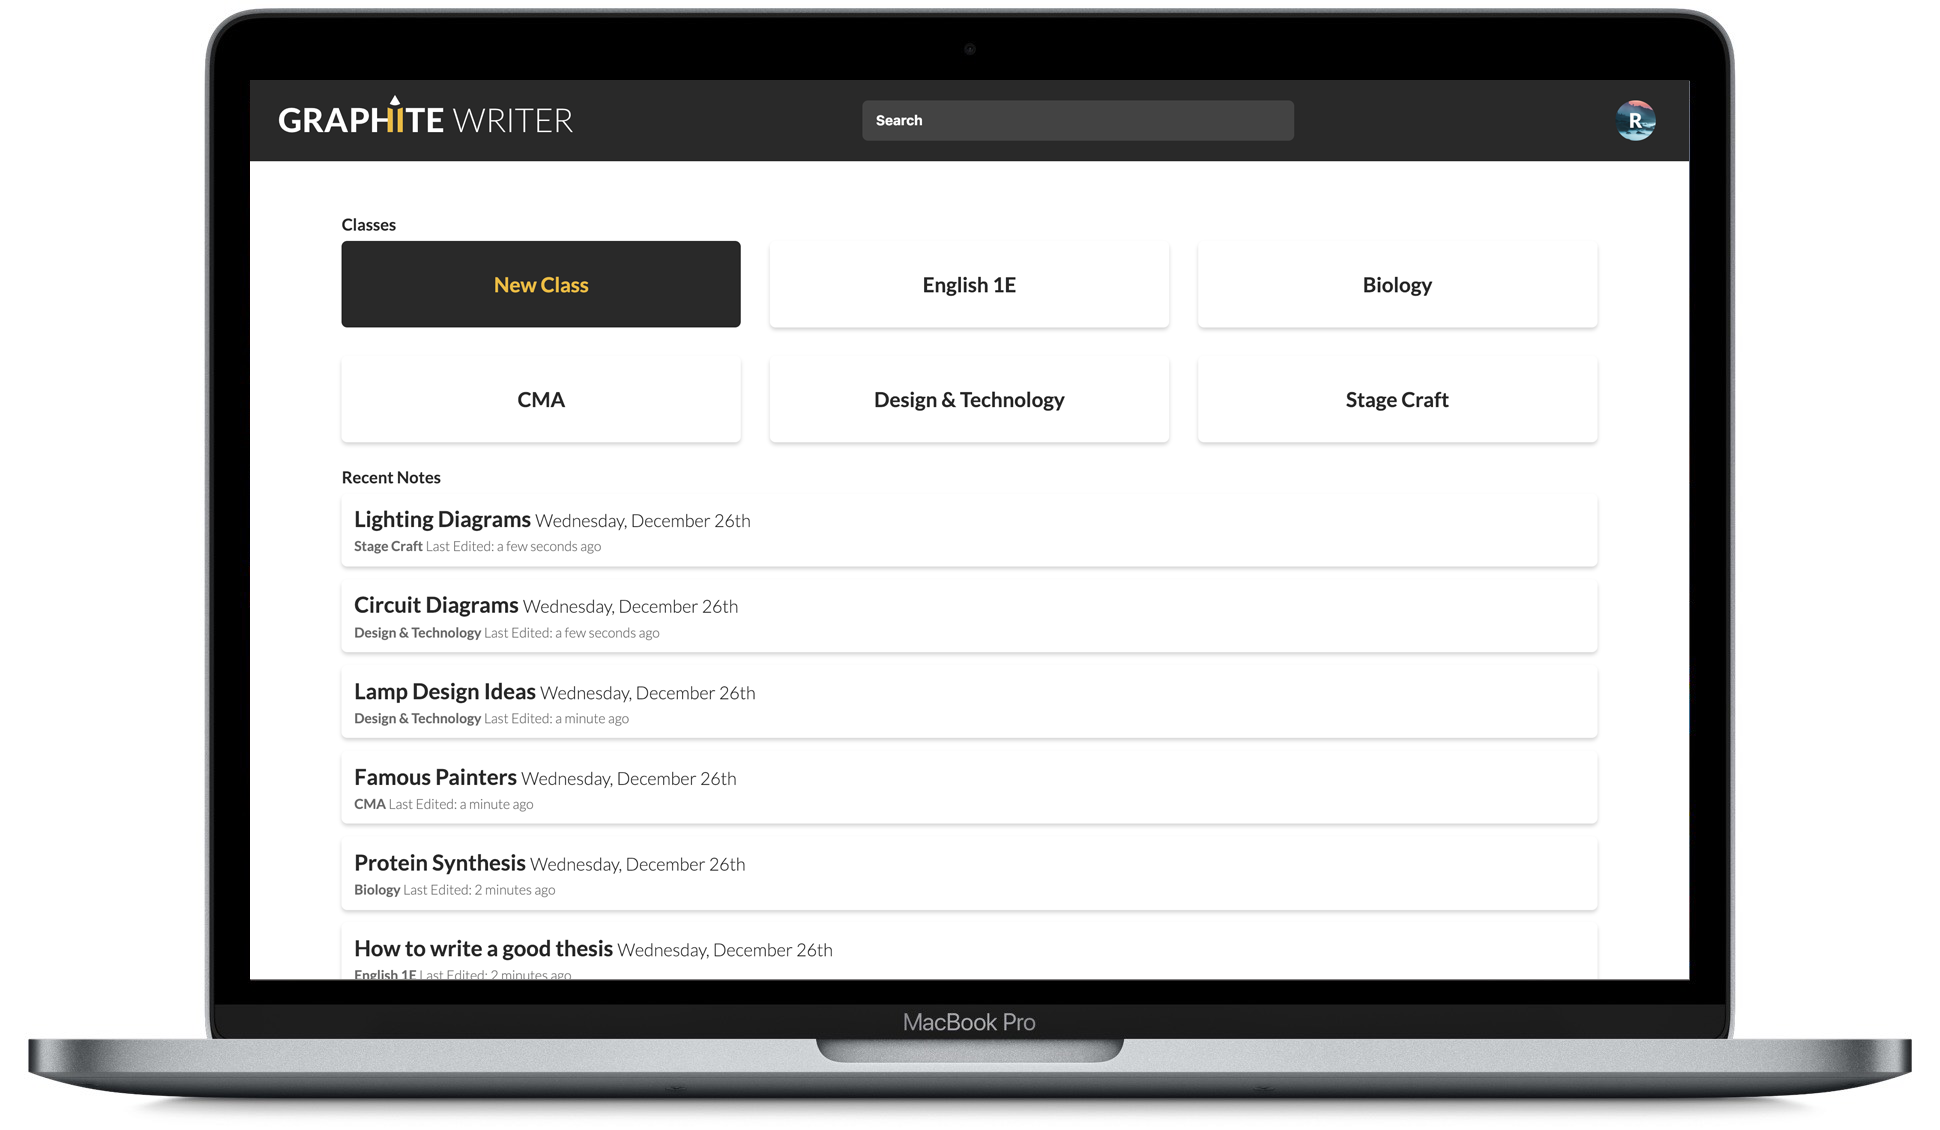 GRAPHITE WRITER
Search
R
Classes
New Class
English 1E
Biology
CMA
Design & Technology
Stage Craft
Recent Notes
Lighting Diagrams Wednesday, December 26th
Stage Craft Last Edited: a few seconds ago
Circuit Diagrams Wednesday, December 26th
Design & Technology Last Edited: a few seconds ago
Lamp Design Ideas Wednesday, December 26th
Design & Technology Last Edited: a minute ago
Famous Painters Wednesday, December 26th
CMA Last Edited: a minute ago
Protein Synthesis Wednesday, December 26th
Biology Last Edited: 2 minutes ago
How to write a good thesis Wednesday, December 26th
English 1E Last Edited: 2 minutes ago
MacBook Pro